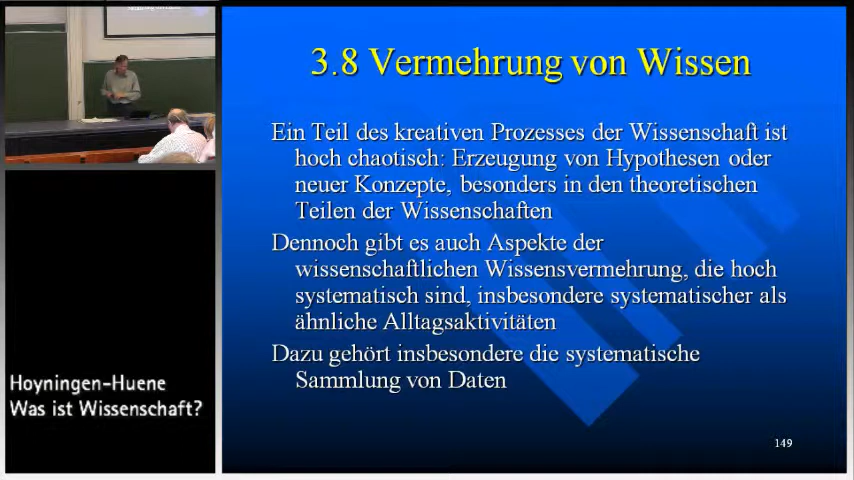 3.8 Vermehrung von Wissen
Ein Teil des kreativen Prozesses der Wissenschaft ist
hoch chaotisch: Erzeugung von Hypothesen oder
neuer Konzepte, besonders in den theoretischen
Teilen der Wissenschaften
Dennoch gibt es auch Aspekte der
wissenschaftlichen Wissensvermehrung, die hoch
systematisch sind, insbesondere systematischer als
ähnliche Alltagsaktivitäten
Dazu gehört insbesondere die systematische
Sammlung von Daten
149
Hoyningen-Huene
Was ist Wissenschaft?